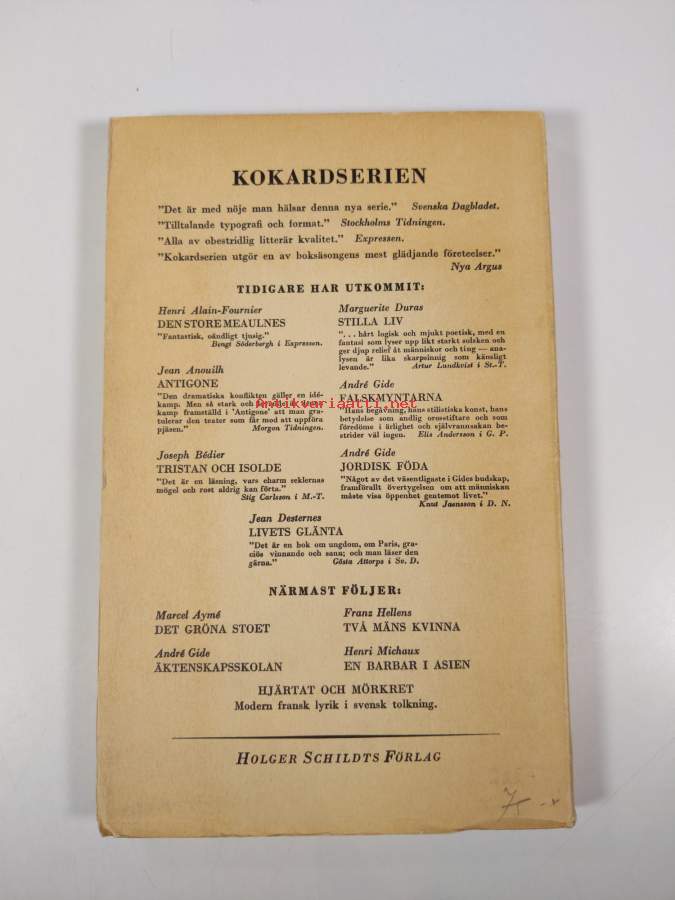 KOKARDSERIEN
"Det är med nöje man hälsar denna nya serie." Svenska Dagbladet.
"Tilltalande typografi och format." Stockholms Tidningen.
"Alla av obestridlig litterär kvalitet." Expressen.
"Kokardserien utgör en av boksäsongens mest glädjande företeelser."
Nya Argus
TIDIGARE HAR UTKOMMIT:
Henri Alain-Fournier
DEN STORE MEAULNES
"Fantastisk, oändligt tjusig."
Bengt Söderbergh i Expressen.
Marguerite Duras
STILLA LIV
"... hårt logisk och mjukt poetisk, med en
fantasi som lyser upp likt starkt solsken och
ger djup relief åt människor och ting — ana-
lysen är lika skarpsinnig som känsligt
levande." Artur Lundkvist i St.-T.
Jean Anouilh
ANTIGONE
"Den dramatiska konflikten gäller en idé-
kamp. Men så stark och
kamp framställd i 'Antigone' att man gra-
tulerar den teater som får med att uppföra
pjäsen." Morgon Tidningen.
André Gide
FALSKMYNTARNA
"Hans begåvning, hans stilistiska konst, hans
betydelse som andlig orosstiftare och som
föredöme i ärlighet och självrannsakan be-
strider väl ingen. Elis Andersson i G. P.
Joseph Bédier
TRISTAN OCH ISOLDE
"Det är en läsning, vars charm seklernas
mögel och rost aldrig kan förta."
Stig Carlsson i M.-T.
André Gide
JORDISK FÖDA
"Något av det väsentligaste i Gides budskap,
framförallt övertygelsen om att människan
måste visa öppenhet gentemot livet."
Knut Jaensson i D. N.
Jean Desternes
LIVETS GLÄNTA
"Det är en bok om ungdom, om Paris, gra-
ciös vinnande och sann; och man läser den
gärna." Gösta Attorps i Sv. D.
NÄRMAST FÖLJER:
Marcel Aymé
DET GRÖNA STOET
Franz Hellens
TVÅ MÄNS KVINNA
André Gide
ÄKTENSKAPSSKOLAN
Henri Michaux
EN BARBAR I ASIEN
HJÄRTAT OCH MÖRKRET
Modern fransk lyrik i svensk tolkning.
HOLGER SCHILDTS FÖRLAG
Antikvariaatti.net